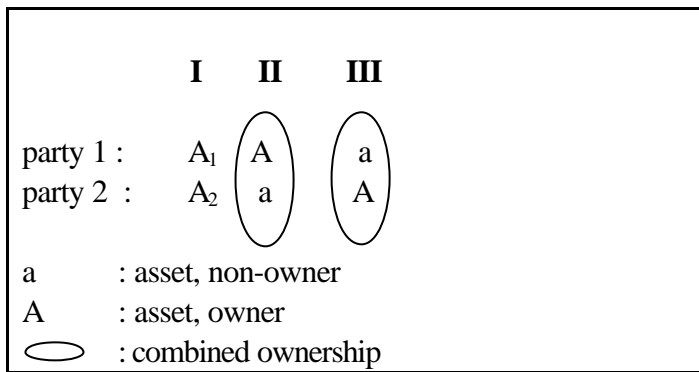 I II III
party 1 : A₁ A a
party 2 : A₂ a A
a : asset, non-owner
A : asset, owner
: combined ownership